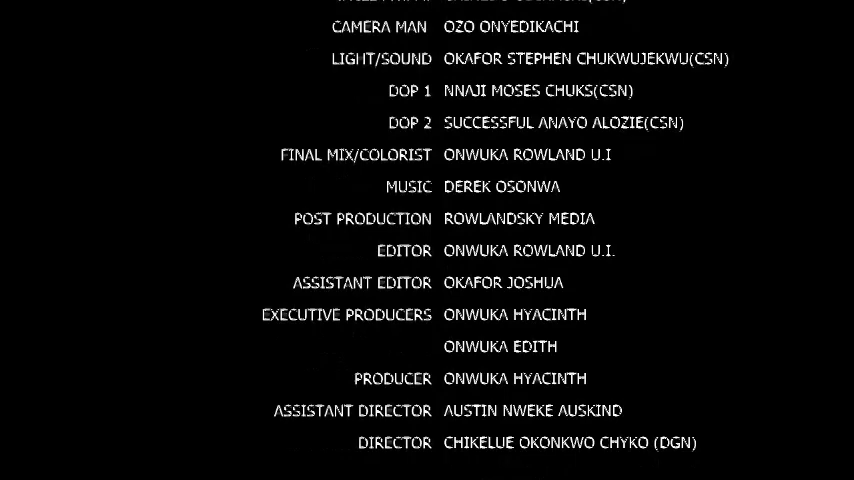 CAMERA MAN OZO ONYEDIKACHI
LIGHT/SOUND OKAFOR STEPHEN CHUKWUJEKWU(CSN)
DOP 1 NNAJI MOSES CHUKS(CSN)
DOP 2 SUCCESSFUL ANAYO ALOZIE(CSN)
FINAL MIX/COLORIST ONWUKA ROWLAND U.I
MUSIC DEREK OSONWA
POST PRODUCTION ROWLANDSKY MEDIA
EDITOR ONWUKA ROWLAND U.I.
ASSISTANT EDITOR OKAFOR JOSHUA
EXECUTIVE PRODUCERS ONWUKA HYACINTH
ONWUKA EDITH
PRODUCER ONWUKA HYACINTH
ASSISTANT DIRECTOR AUSTIN NWEKE AUSKIND
DIRECTOR CHIKELUE OKONKWO CHYKO (DGN)